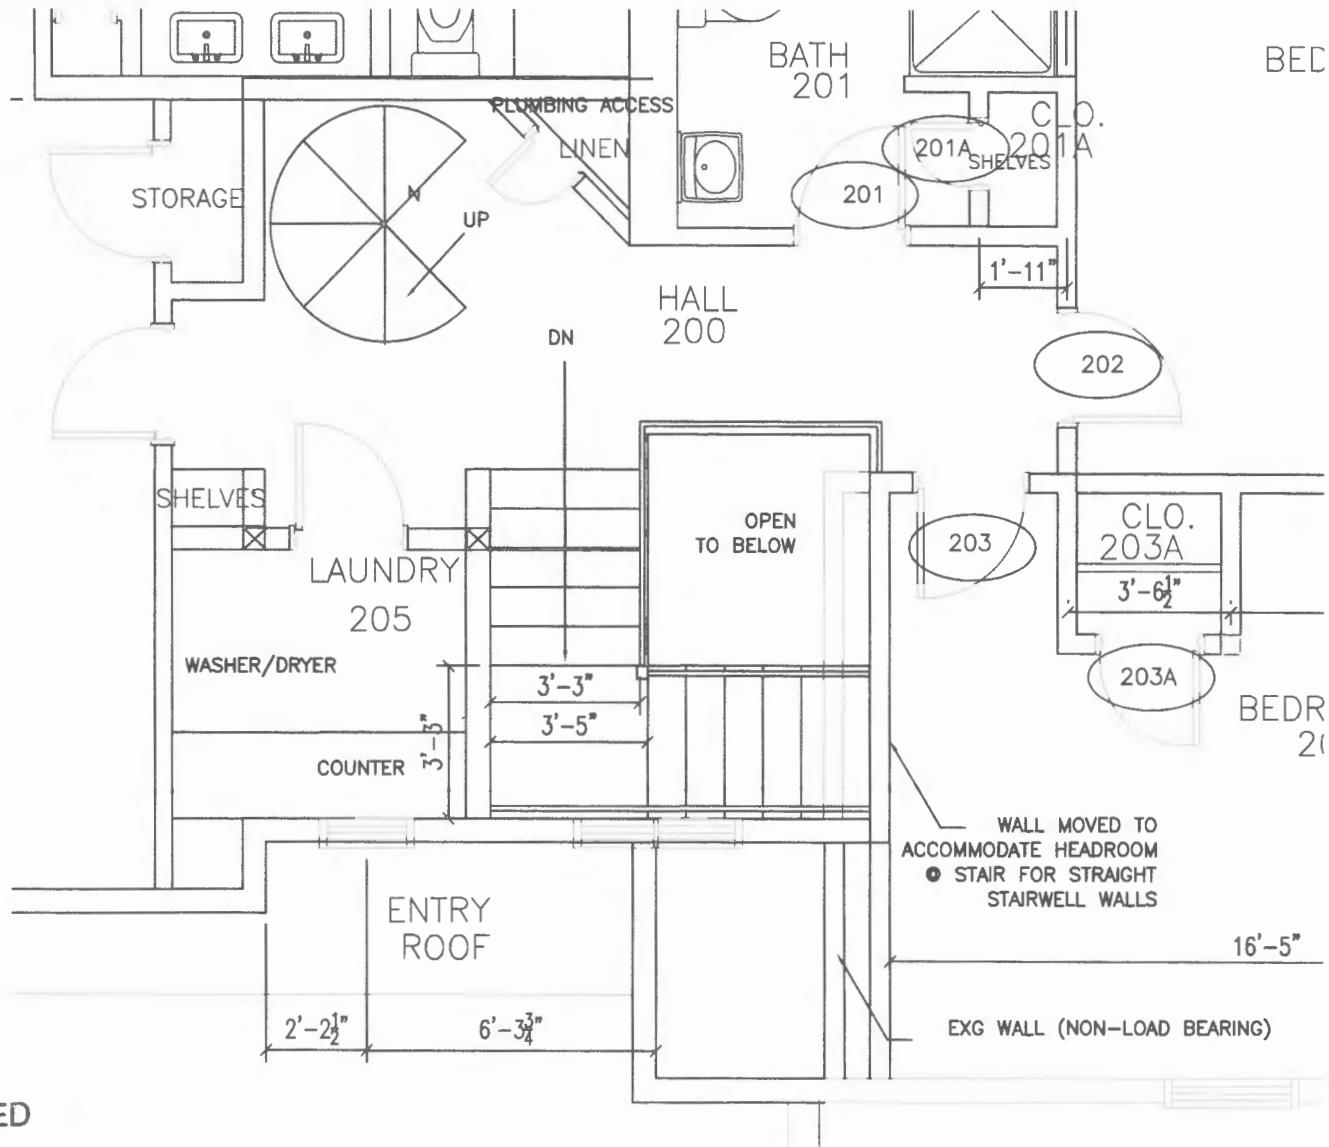 BATH
201
BED
PLUMBING ACCESS
LINEN
CLO.
201A
201A
SHELVES
STORAGE
UP
201
1'-11"
HALL
200
DN
202
SHELVES
OPEN
TO BELOW
203
CLO.
203A
3'-6½"
LAUNDRY
205
WASHER/DRYER
3'-3"
203A
3'-5"
3'-3"
COUNTER
BEDR
20
WALL MOVED TO
ACCOMMODATE HEADROOM
@ STAIR FOR STRAIGHT
STAIRWELL WALLS
ENTRY
ROOF
16'-5"
2'-2½"
6'-3¾"
EXG WALL (NON-LOAD BEARING)
ED